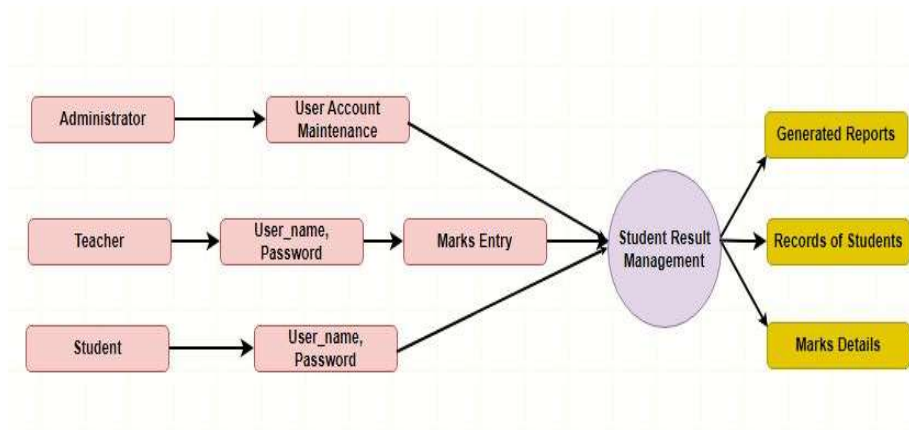 Administrator
User Account
Maintenance
Generated Reports
Teacher
User_name,
Password
Marks Entry
Student Result
Management
Records of Students
Student
User_name,
Password
Marks Details